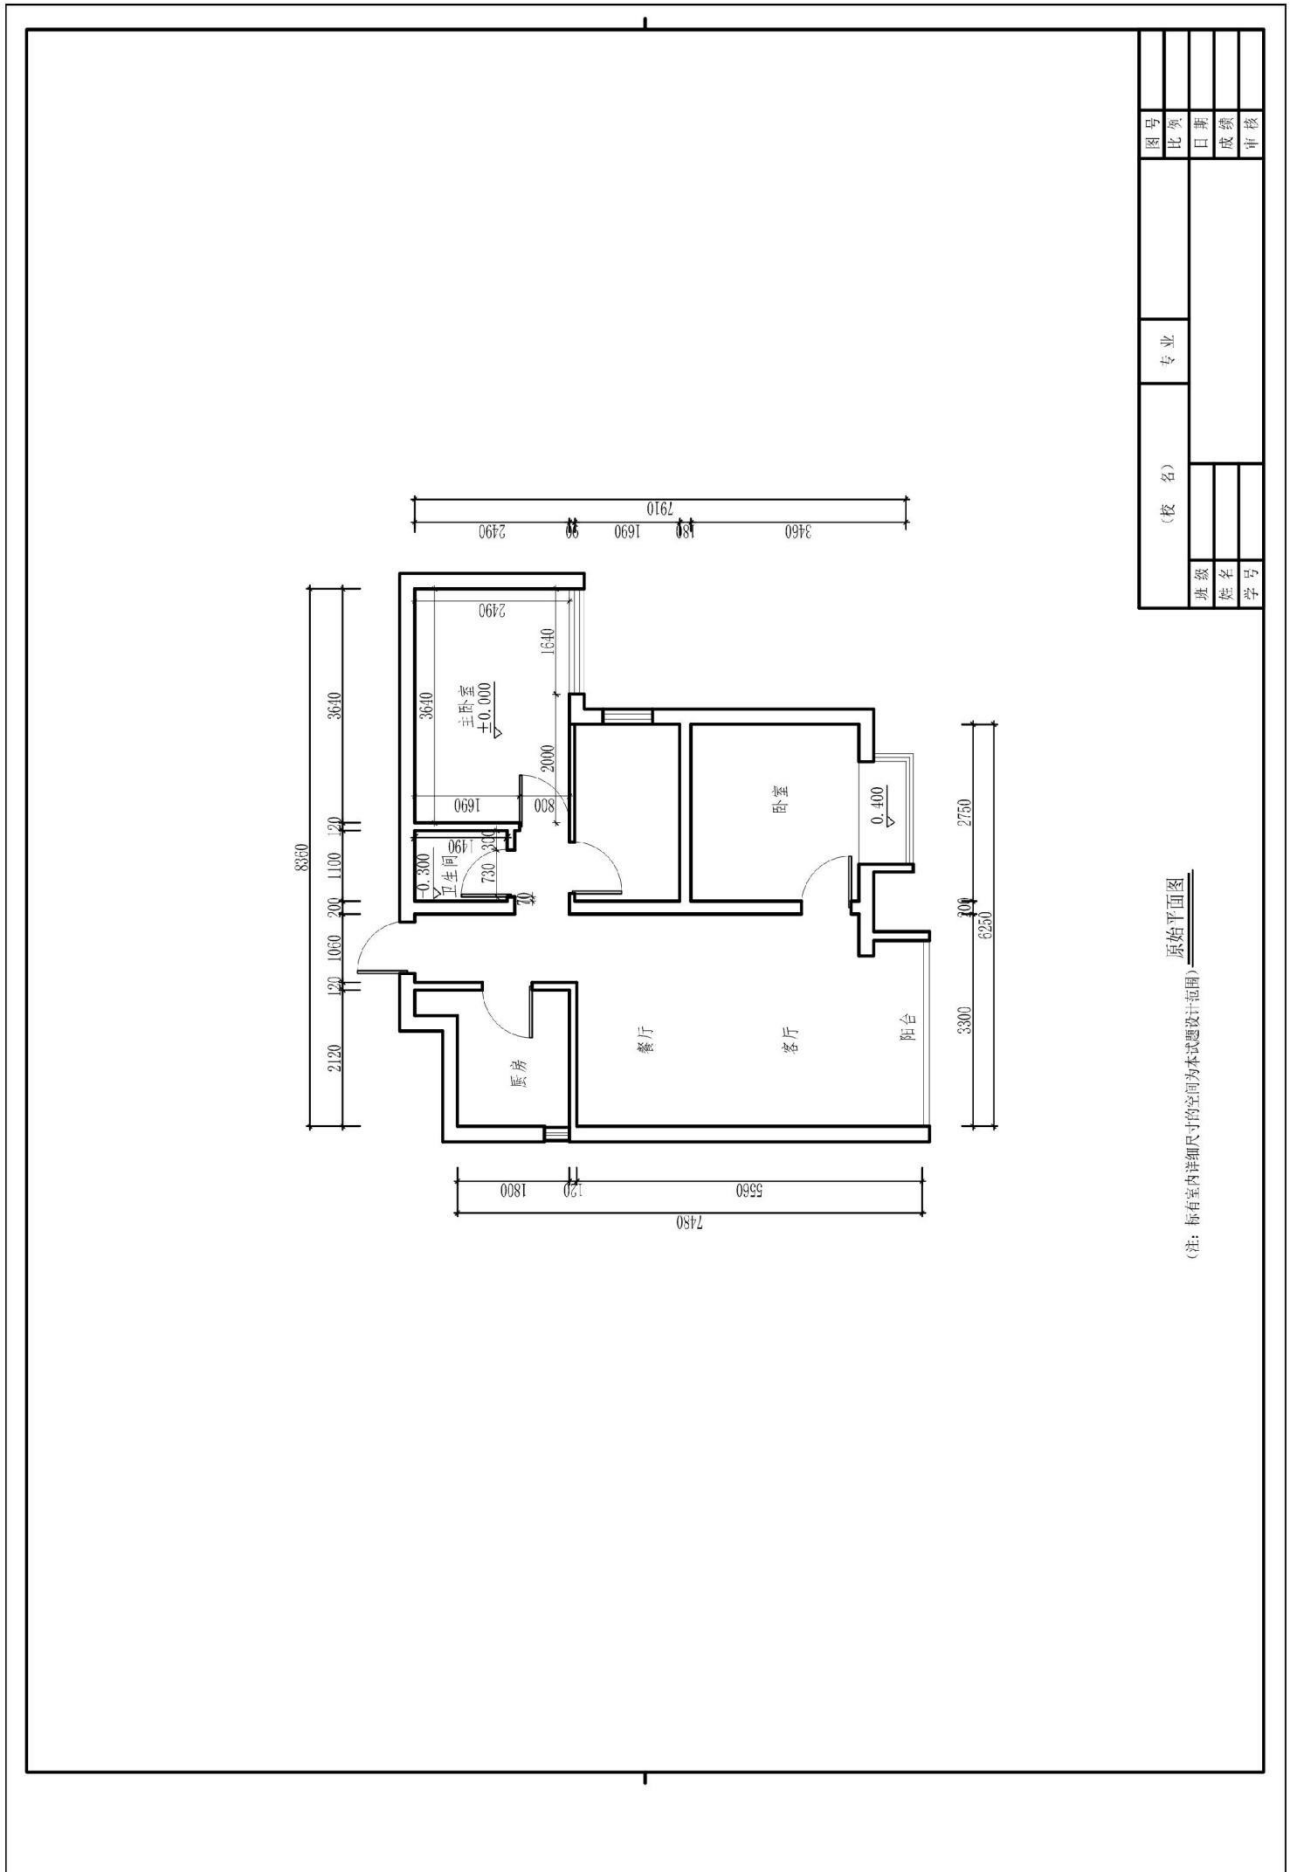 8360
3640
120
1100
200
1060
120
2120
7910
2490
90
1690
180
3460
2490
3640
1640
2000
主卧室
±0.000
1690
800
1490
300
730
70
-0.300
卫生间
厨房
餐厅
客厅
阳台
卧室
0.400
2750
200
3300
6250
1800
120
5560
7480
原始平面图
(注：标有室内详细尺寸的空间为本试题设计范围)
(校 名)
专 业
图 号
比 例
班 级
姓 名
学 号
日 期
成 绩
审 核